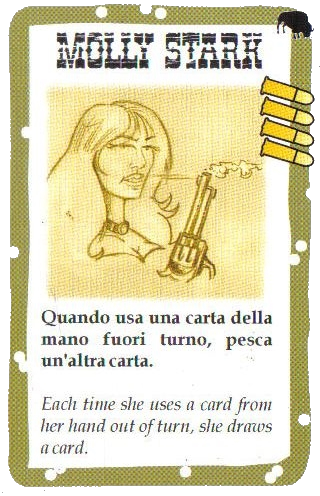 MOLLY STARK
Quando usa una carta della
mano fuori turno, pesca
un'altra carta.
Each time she uses a card from
her hand out of turn, she draws
a card.